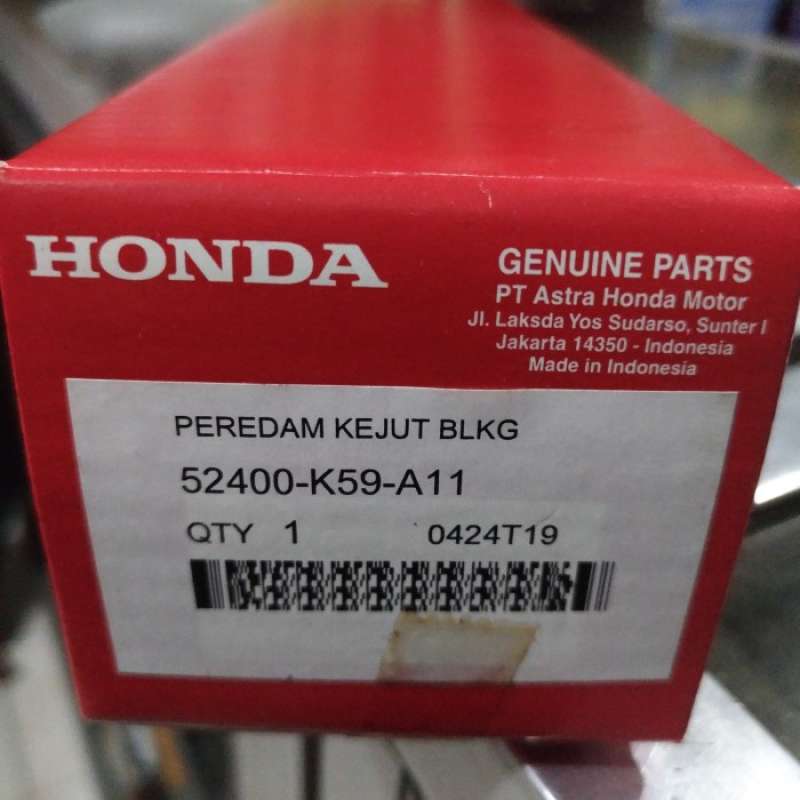 HONDA
GENUINE PARTS
PT Astra Honda Motor
Jl. Laksda Yos Sudarso, Sunter I
Jakarta 14350 - Indonesia
Made in Indonesia
PEREDAM KEJUT BLKG
52400-K59-A11
QTY 1 0424T19